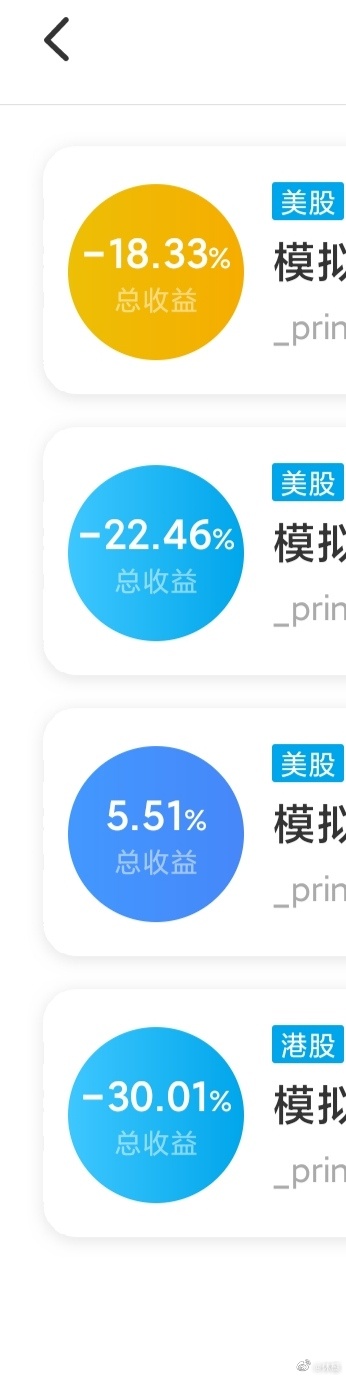 美股
-18.33%
模拟
总收益
_prin
美股
-22.46%
模拟
总收益
_prin
美股
5.51%
模拟
总收益
_prin
港股
-30.01%
模拟
总收益
_prin